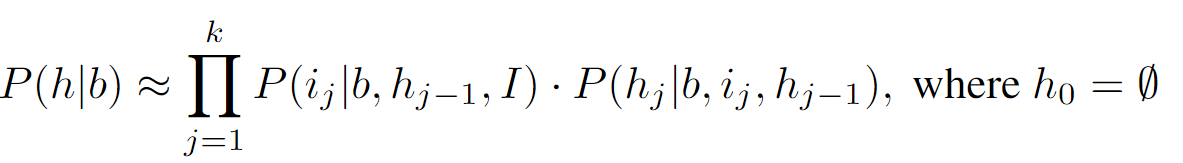 P(h|b) ≈ ∏_{j=1}^{k} P(i_j|b, h_{j−1}, I) · P(h_j|b, i_j, h_{j−1}), where h_0 = ∅